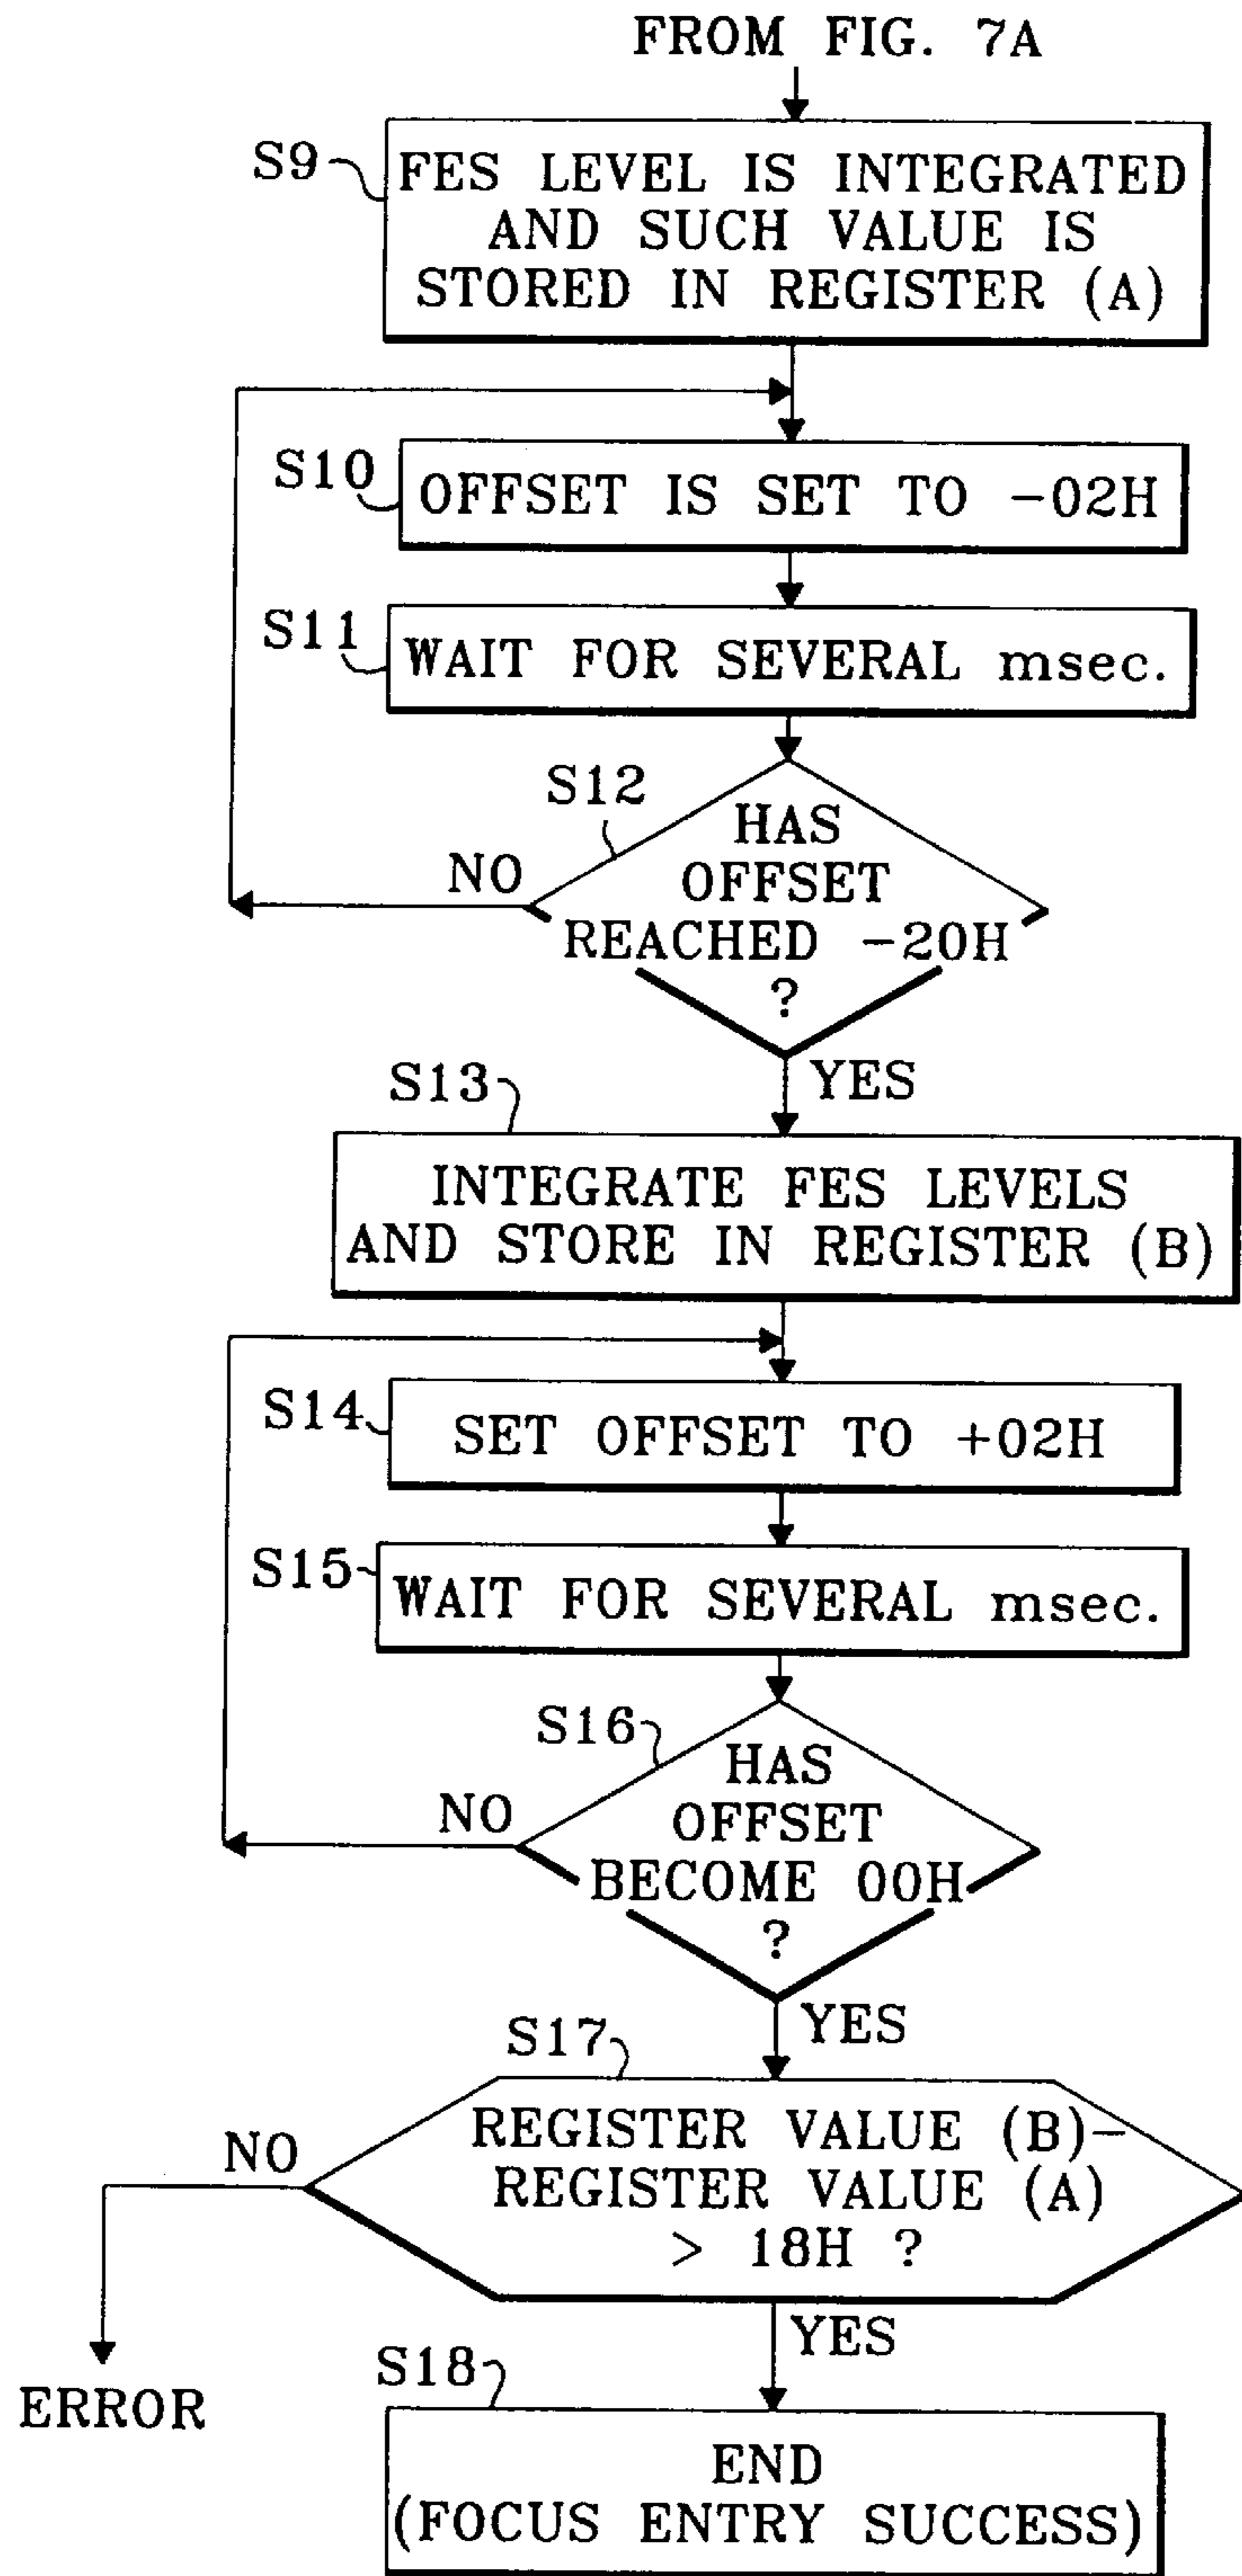 FROM FIG. 7A
S9
FES LEVEL IS INTEGRATED
AND SUCH VALUE IS
STORED IN REGISTER (A)
S10
OFFSET IS SET TO -02H
S11
WAIT FOR SEVERAL msec.
S12
HAS
OFFSET
REACHED -20H
?
NO
YES
S13
INTEGRATE FES LEVELS
AND STORE IN REGISTER (B)
S14
SET OFFSET TO +02H
S15
WAIT FOR SEVERAL msec.
S16
HAS
OFFSET
BECOME 00H
?
NO
YES
S17
REGISTER VALUE (B)-
REGISTER VALUE (A)
> 18H ?
NO
YES
ERROR
S18
END
(FOCUS ENTRY SUCCESS)